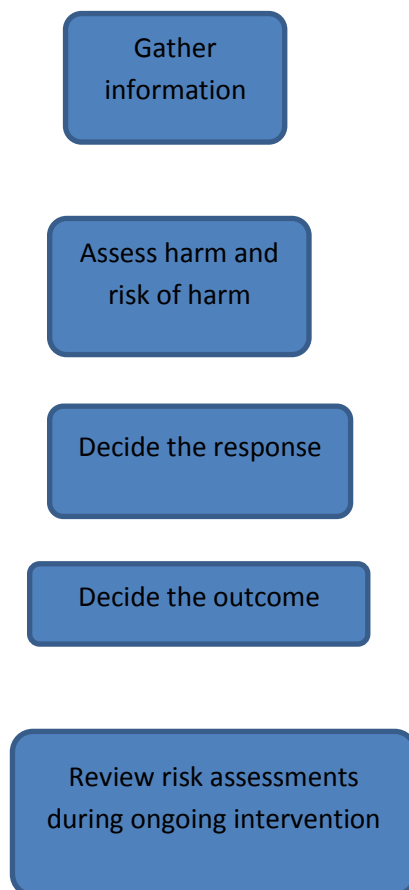 Gather
information
Assess harm and
risk of harm
Decide the response
Decide the outcome
Review risk assessments
during ongoing intervention